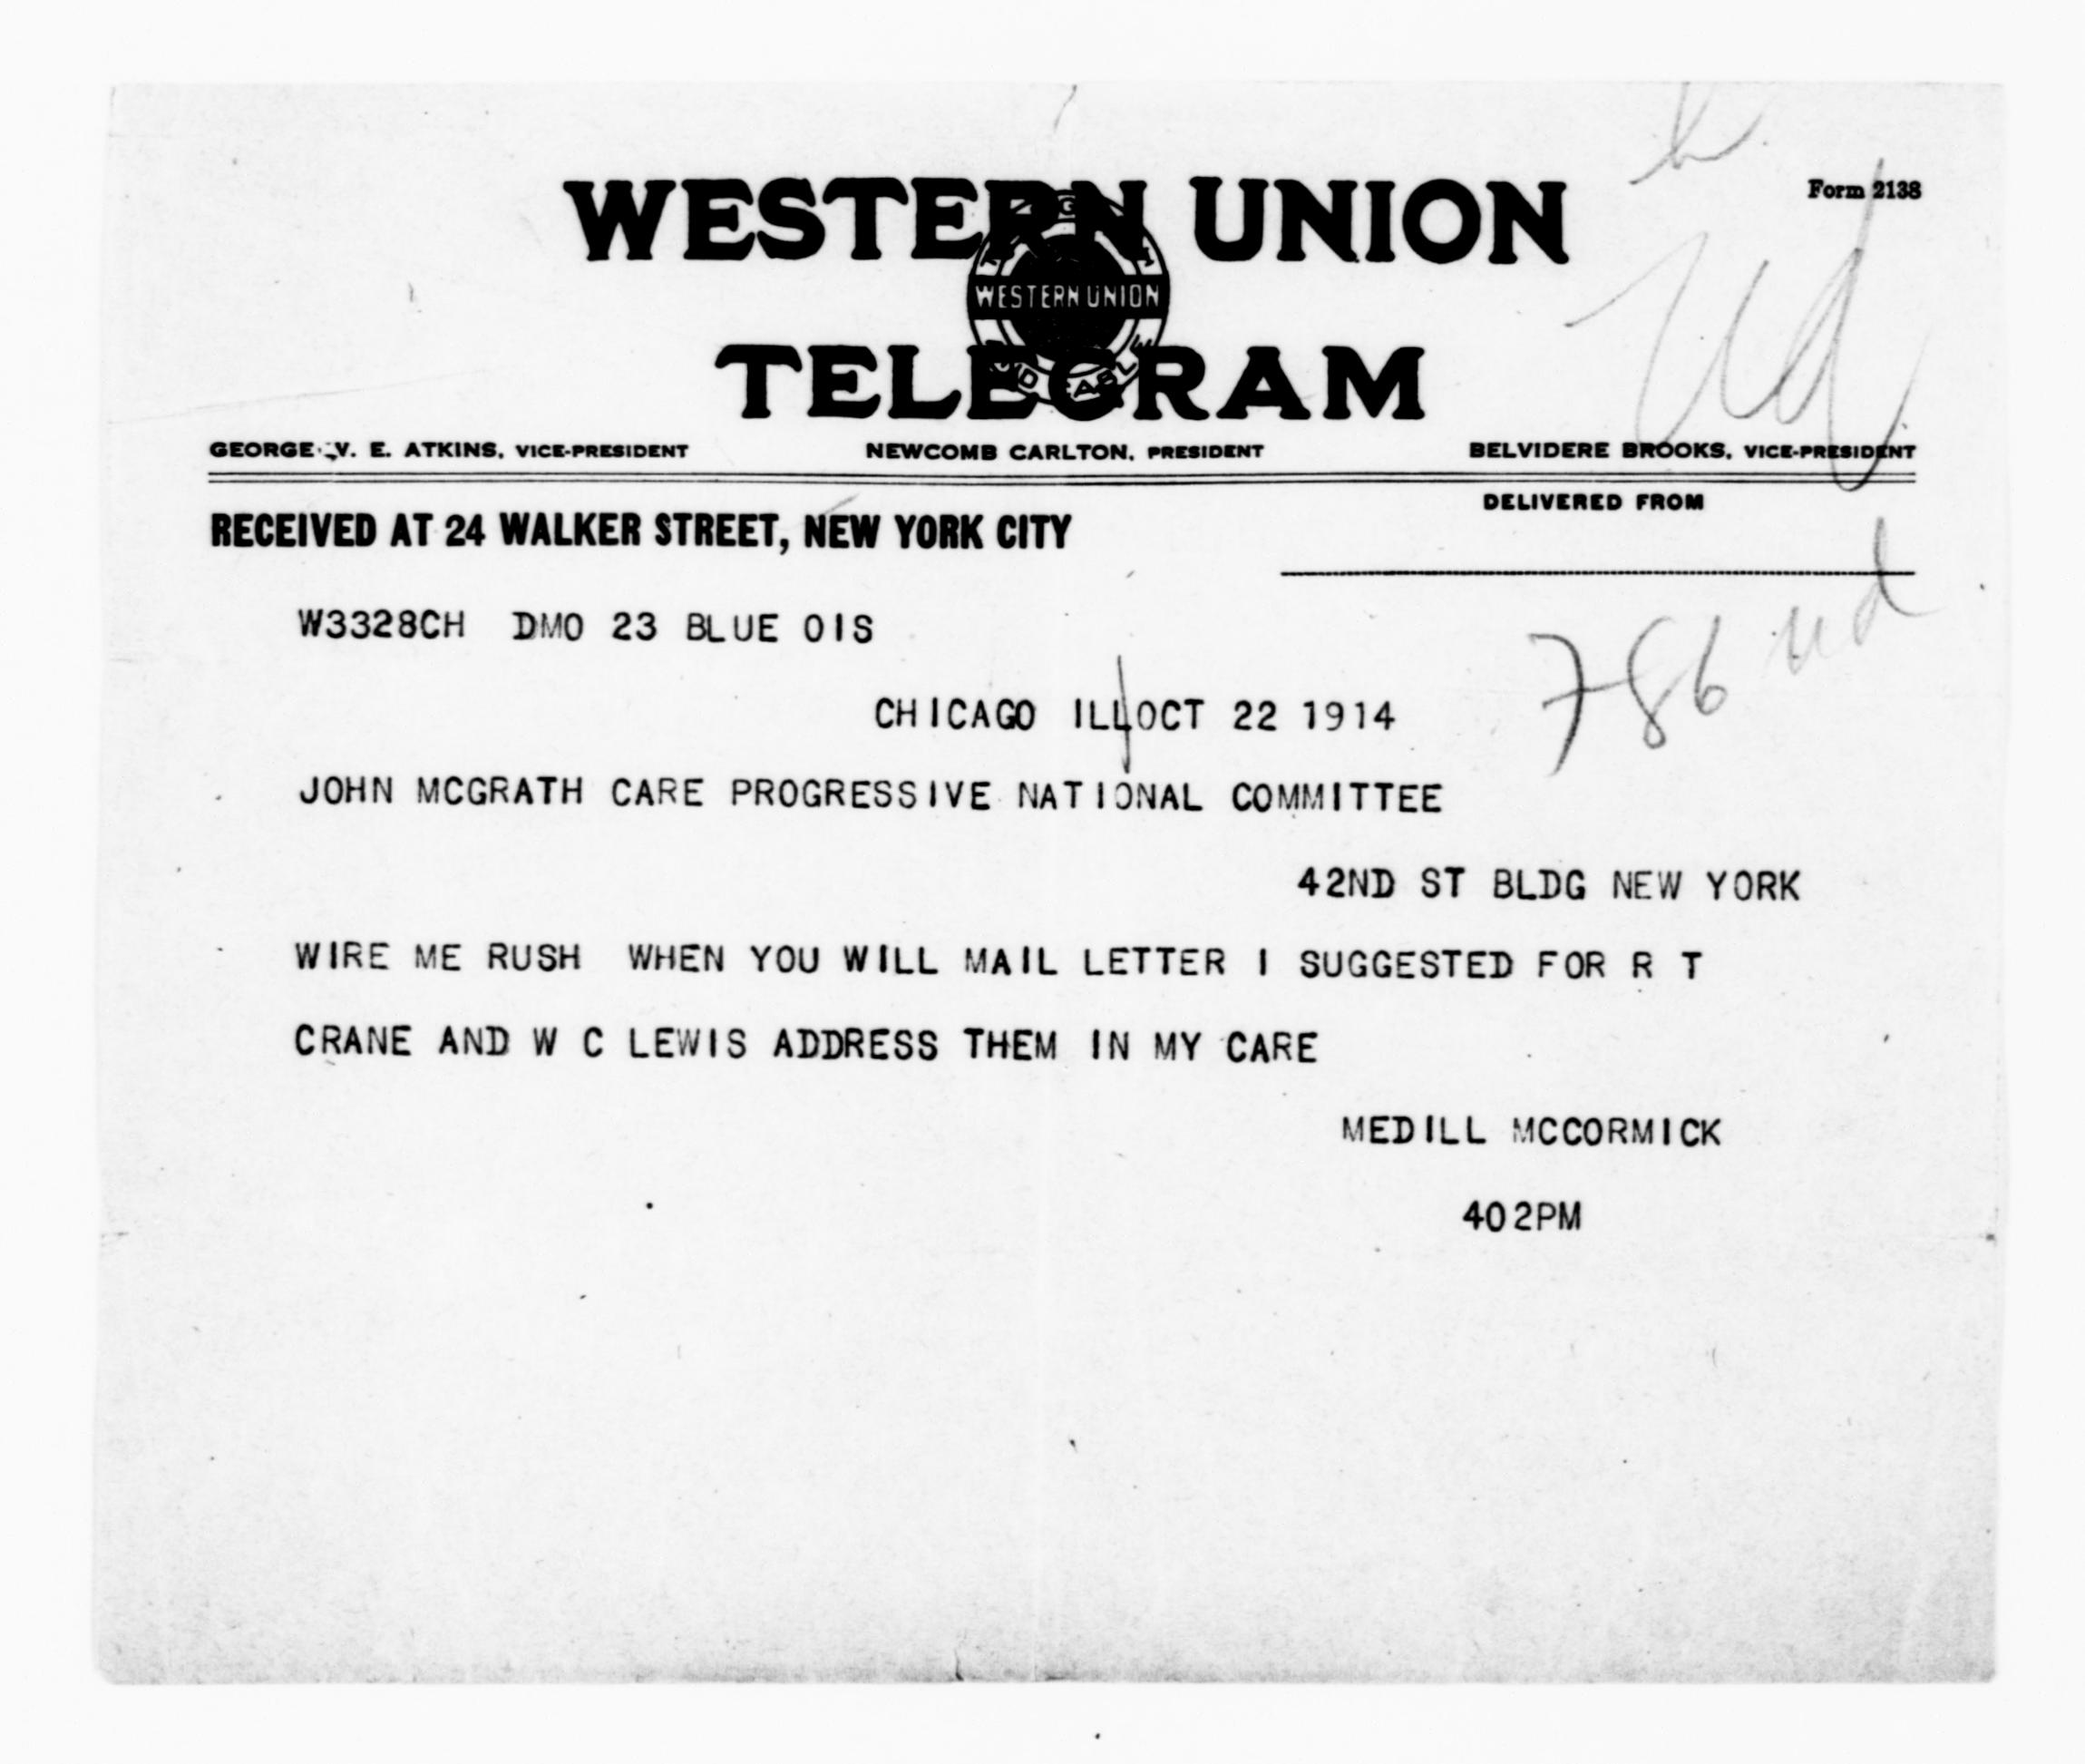 Form 2138
WESTERN UNION
WESTERN UNION
TELEGRAM
GEORGE V. E. ATKINS, VICE-PRESIDENT NEWCOMB CARLTON, PRESIDENT BELVIDERE BROOKS, VICE-PRESIDENT
DELIVERED FROM
RECEIVED AT 24 WALKER STREET, NEW YORK CITY
W3328CH DMO 23 BLUE OIS
CHICAGO ILL OCT 22 1914
786
JOHN MCGRATH CARE PROGRESSIVE NATIONAL COMMITTEE
42ND ST BLDG NEW YORK
WIRE ME RUSH WHEN YOU WILL MAIL LETTER I SUGGESTED FOR R T
CRANE AND W C LEWIS ADDRESS THEM IN MY CARE
MEDILL MCCORMICK
402PM